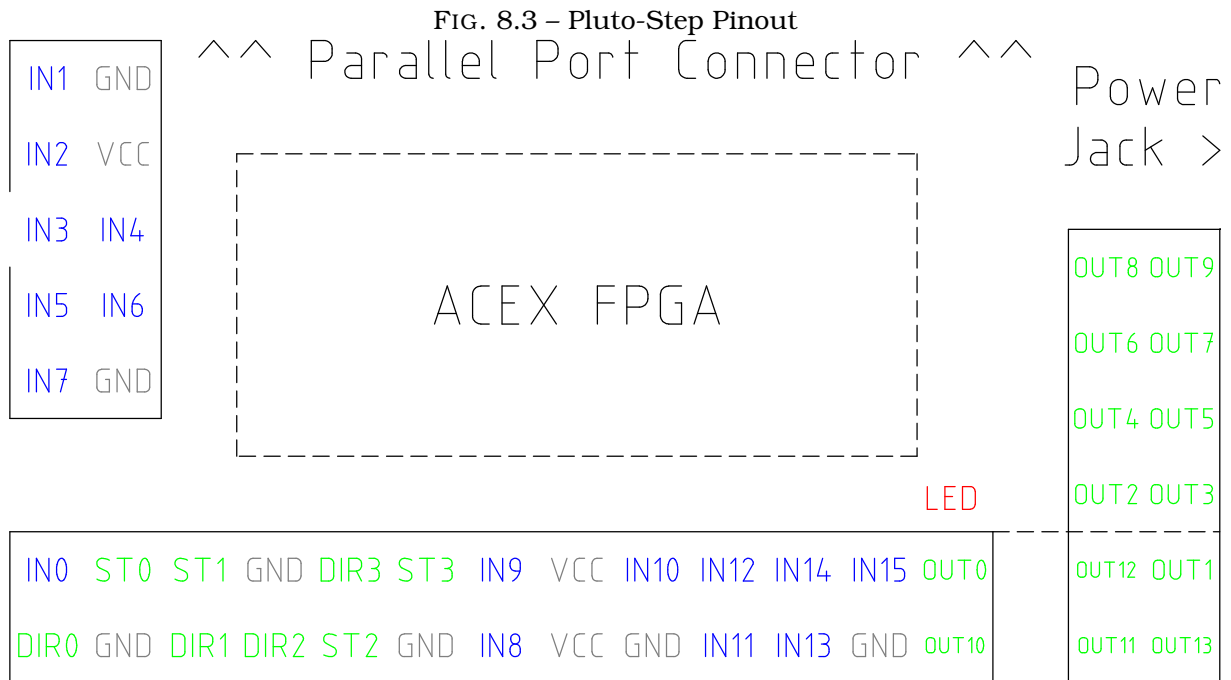 FIG. 8.3 – Pluto-Step Pinout
^^ Parallel Port Connector ^^
Power
Jack >
IN1 GND
IN2 VCC
IN3 IN4
IN5 IN6
IN7 GND
ACEX FPGA
OUT8 OUT9
OUT6 OUT7
OUT4 OUT5
OUT2 OUT3
LED
IN0 ST0 ST1 GND DIR3 ST3 IN9 VCC IN10 IN12 IN14 IN15 OUT0
OUT12 OUT1
DIR0 GND DIR1 DIR2 ST2 GND IN8 VCC GND IN11 IN13 GND OUT10
OUT11 OUT13